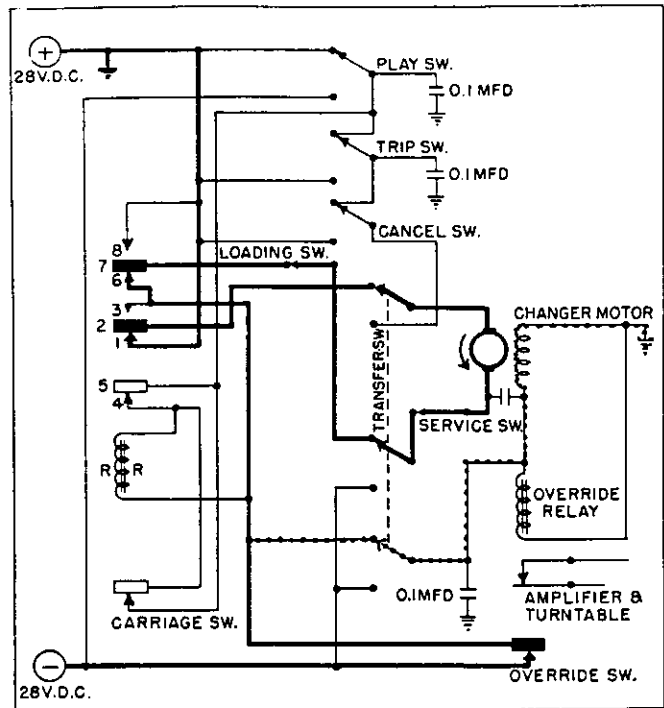 +
28V.D.C.
PLAY SW.
0.1 MFD
TRIP SW.
0.1 MFD
CANCEL SW.
8
LOADING SW.
7
6
3
2
1
CHANGER MOTOR
TRANSFER SW.
5
4
SERVICE SW.
R R
OVERRIDE
RELAY
0.1MFD
AMPLIFIER &
TURNTABLE
CARRIAGE SW.
−
28V.D.C.
OVERRIDE SW.